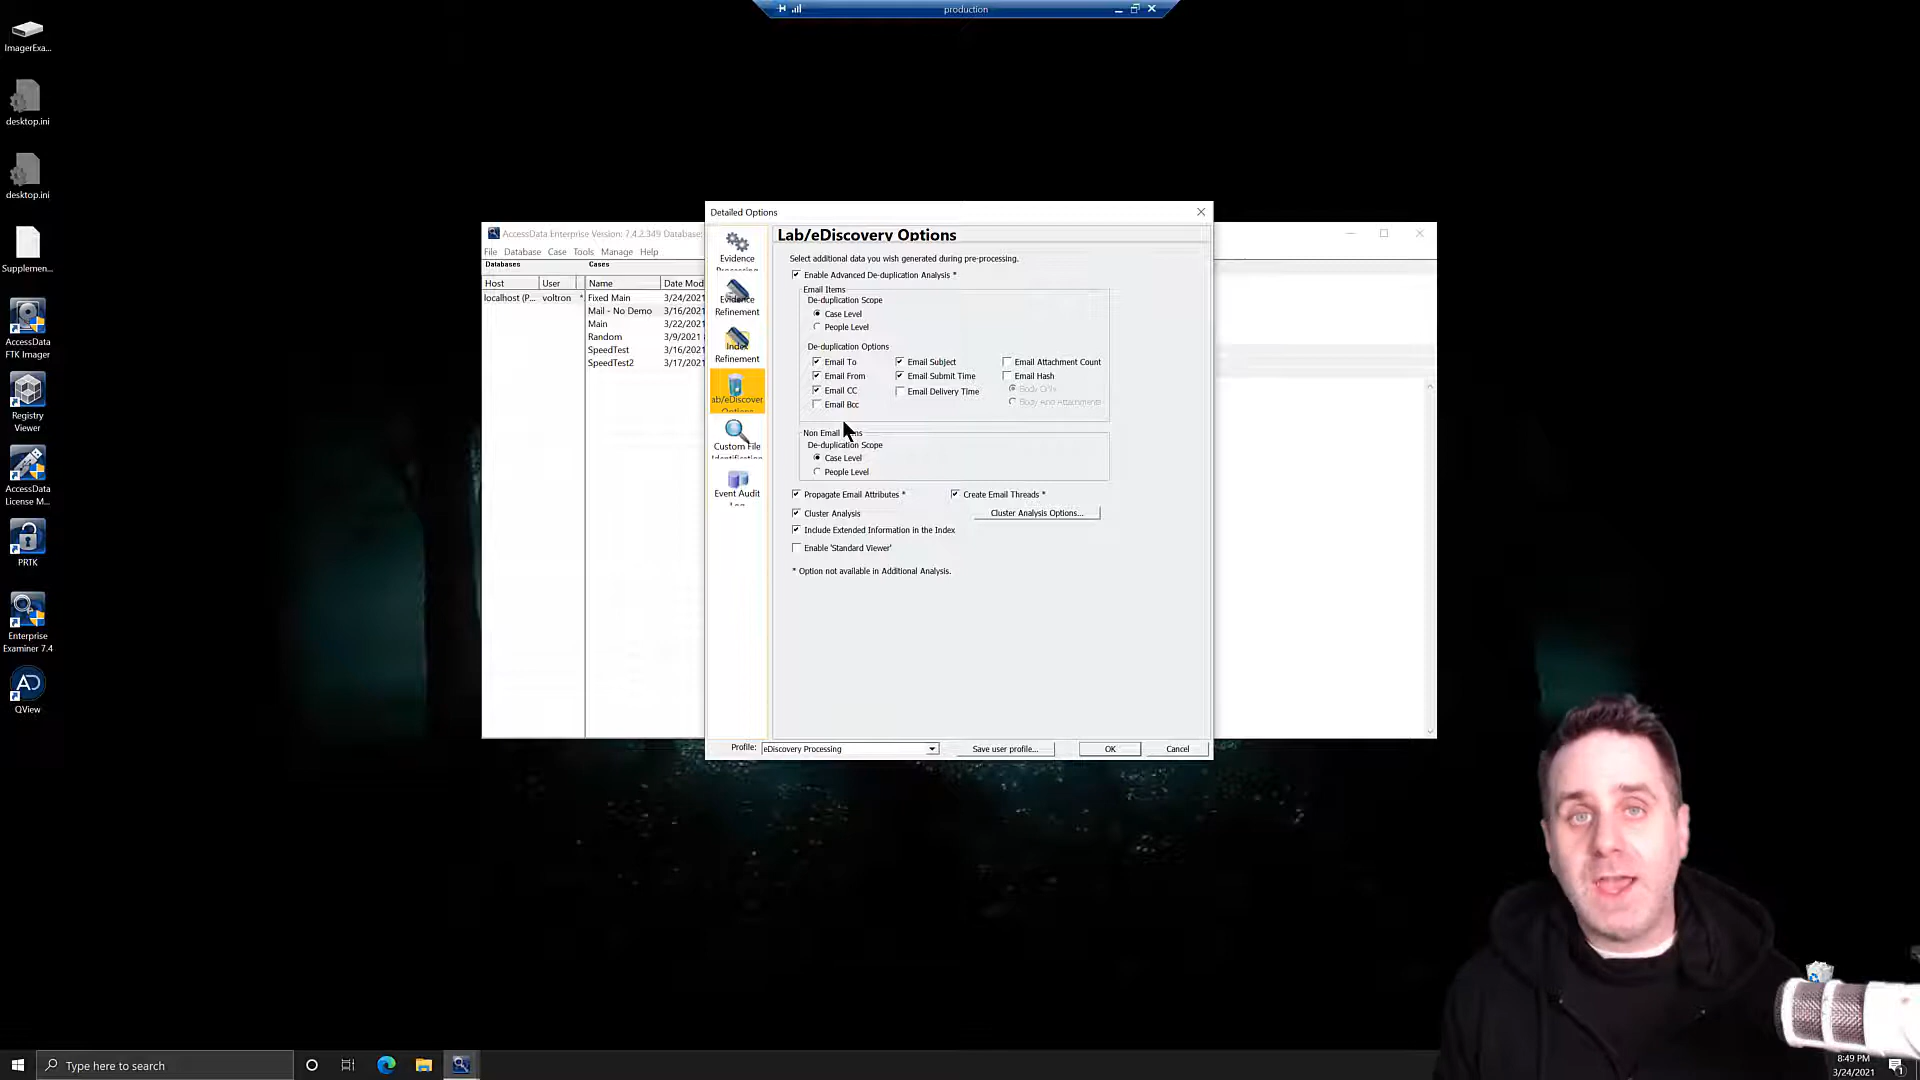 production
ImagerExa...
desktop.ini
desktop.ini
Supplemen...
AccessData
FTK Imager
Registry
Viewer
AccessData
License M...
PRTK
Enterprise
Examiner 7.4
AD
QView
AccessData Enterprise Version: 7.4.2.349 Database:
File Database Case Tools Manage Help
Databases
Cases
Host User
Name Date Mod
localhost (P... voltron *
Fixed Main 3/24/2021
Mail - No Demo 3/16/2021
Main 3/22/2021
Random 3/9/2021
SpeedTest 3/16/2021
SpeedTest2 3/17/2021
Detailed Options
Evidence
Evidence
Refinement
Index
Refinement
Custom File
Event Audit
Lab/eDiscovery Options
Select additional data you wish generated during pre-processing.
Enable Advanced De-duplication Analysis *
Email Items
De-duplication Scope
Case Level
People Level
De-duplication Options
Email To Email Subject Email Attachment Count
Email From Email Submit Time Email Hash
Email CC Email Delivery Time Body Only
Email Bcc Body And Attachments
Non Email
De-duplication Scope
Case Level
People Level
Propagate Email Attributes * Create Email Threads *
Cluster Analysis Cluster Analysis Options...
Include Extended Information in the Index
Enable 'Standard Viewer'
* Option not available in Additional Analysis.
Profile: eDiscovery Processing Save user profile... OK Cancel
Type here to search
8:49 PM
3/24/2021
1